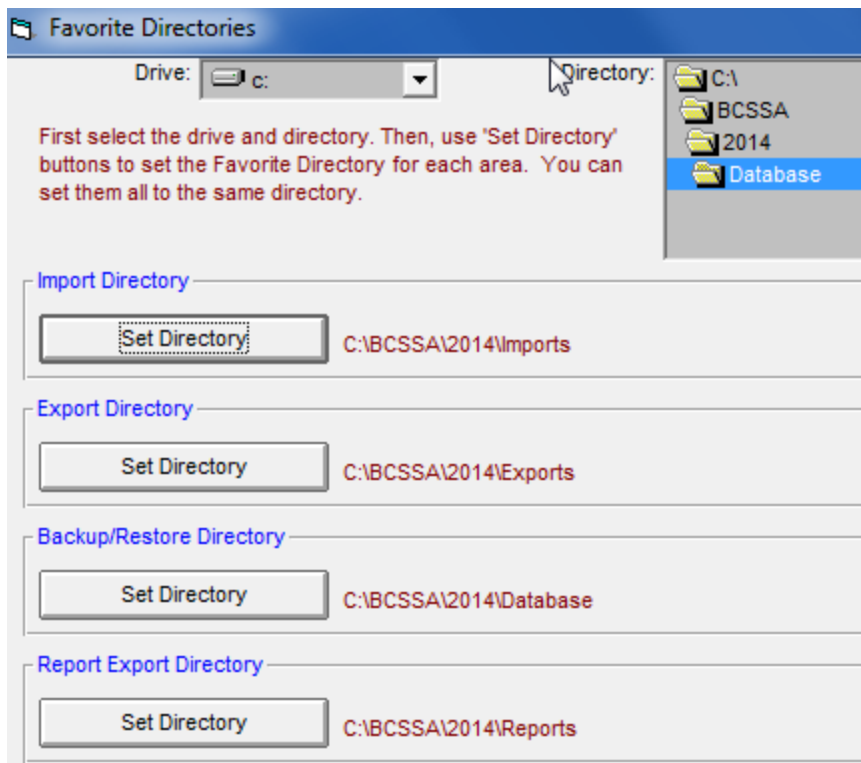 Favorite Directories
Drive: c: Directory: C:\
BCSSA
2014
Database
First select the drive and directory. Then, use 'Set Directory'
buttons to set the Favorite Directory for each area. You can
set them all to the same directory.
Import Directory
Set Directory C:\BCSSA\2014\Imports
Export Directory
Set Directory C:\BCSSA\2014\Exports
Backup/Restore Directory
Set Directory C:\BCSSA\2014\Database
Report Export Directory
Set Directory C:\BCSSA\2014\Reports